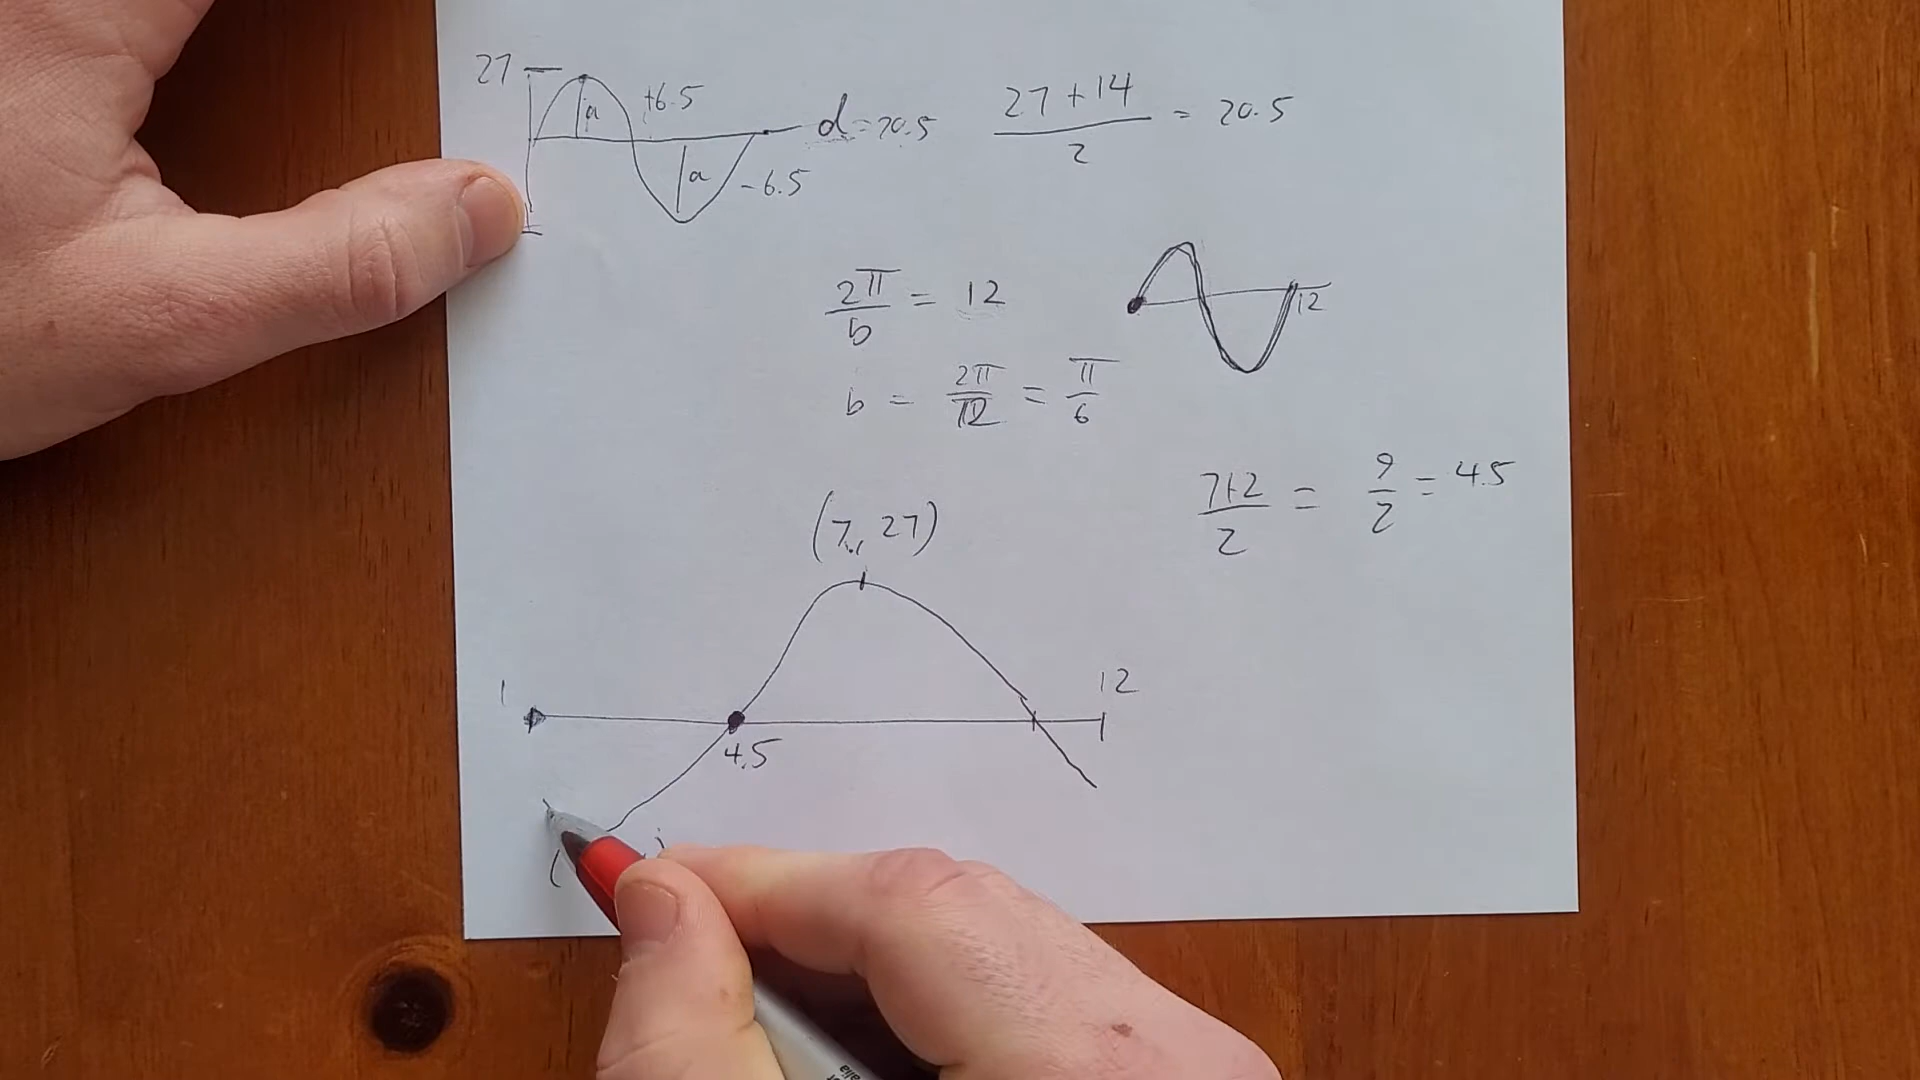 27
a
+6.5
d=20.5
27+14/2 = 20.5
a
-6.5
2π/b = 12
12
b = 2π/12 = π/6
7+2/2 = 9/2 = 4.5
(7, 27)
1
12
4.5
(
)